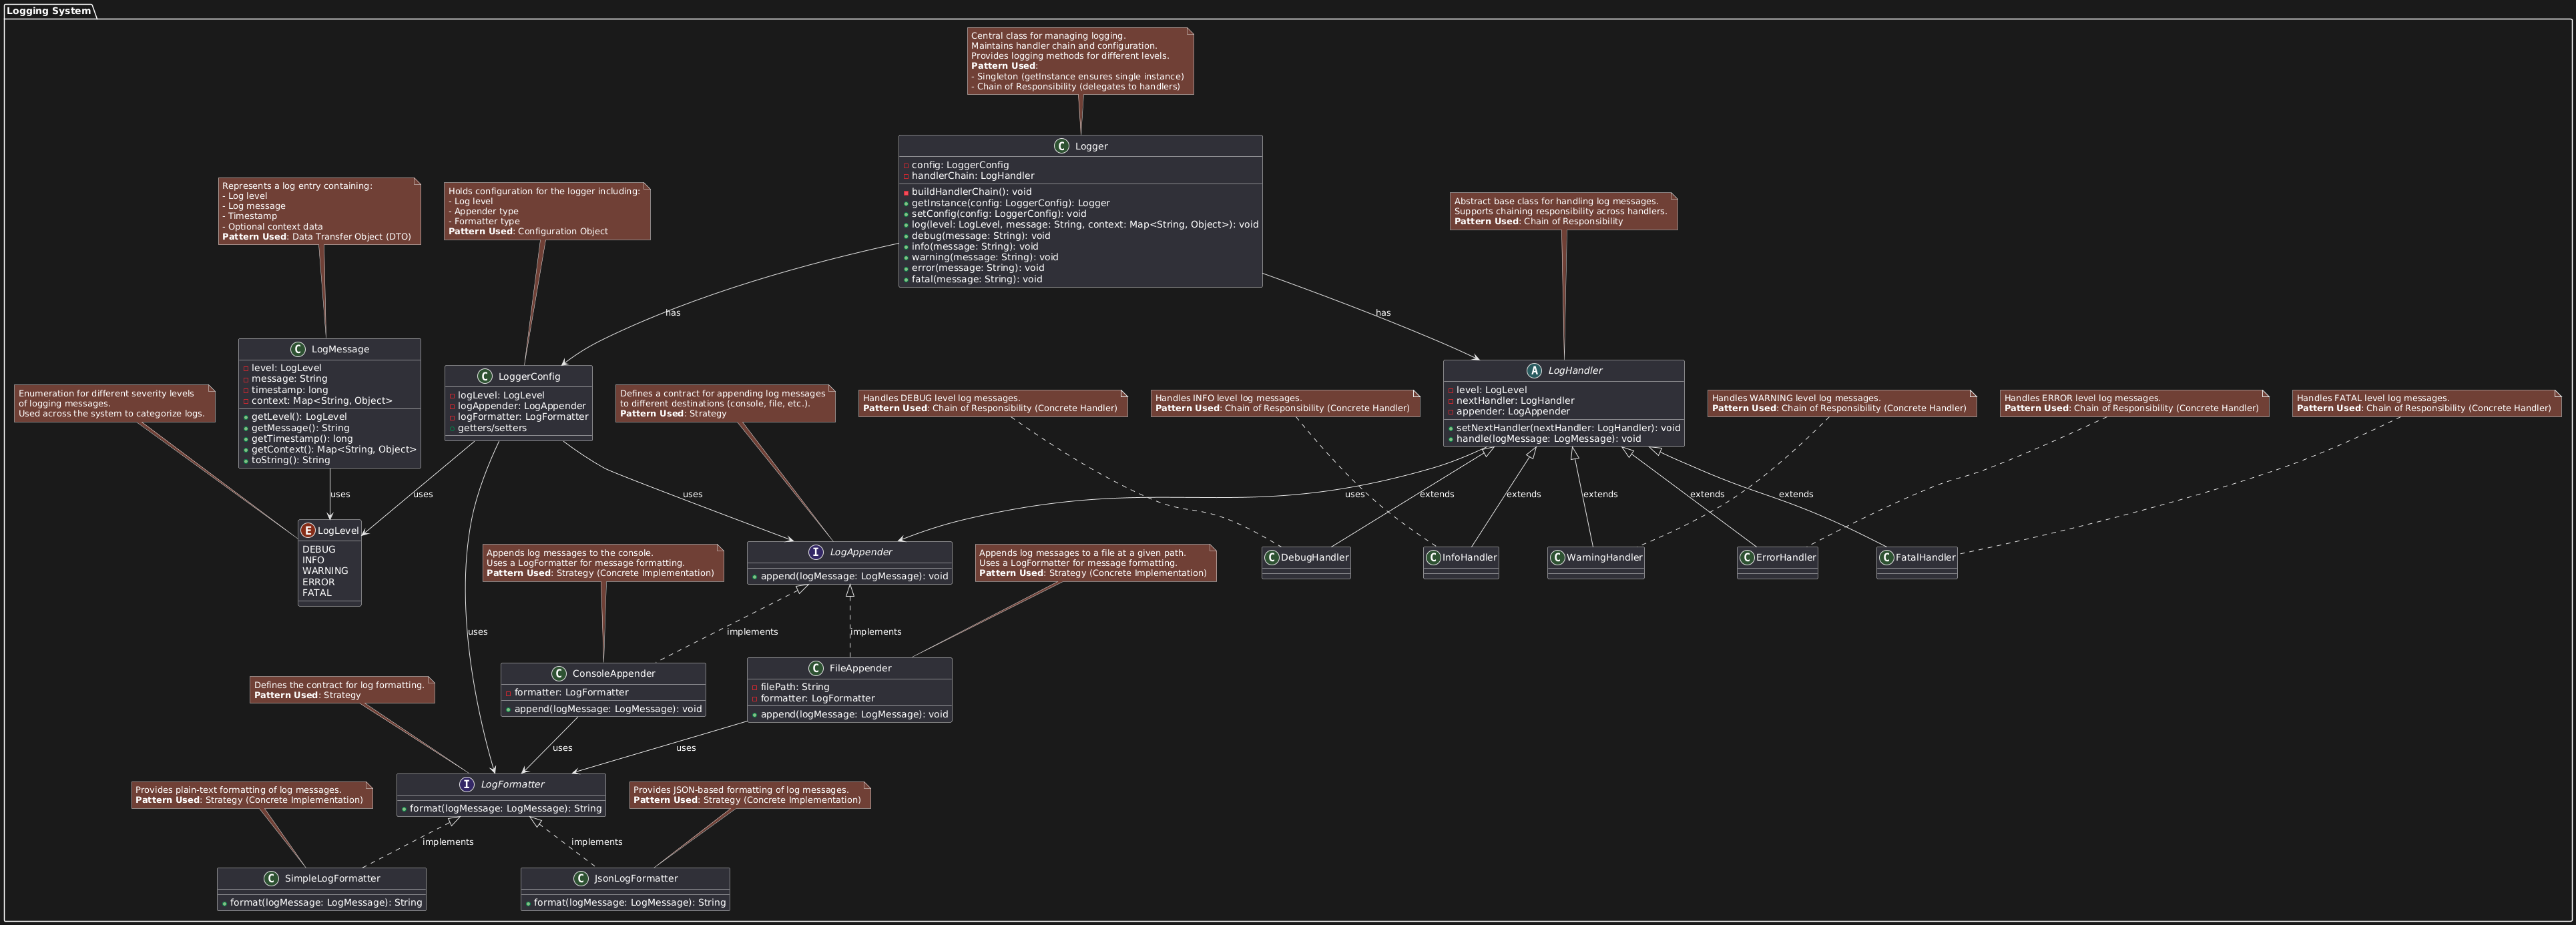 Logging System
Central class for managing logging.
Maintains handler chain and configuration.
Provides logging methods for different levels.
Pattern Used:
- Singleton (getInstance ensures single instance)
- Chain of Responsibility (delegates to handlers)
C Logger
config: LoggerConfig
handlerChain: LogHandler
buildHandlerChain(): void
getInstance(config: LoggerConfig): Logger
setConfig(config: LoggerConfig): void
log(level: LogLevel, message: String, context: Map<String, Object>): void
debug(message: String): void
info(message: String): void
warning(message: String): void
error(message: String): void
fatal(message: String): void
Represents a log entry containing:
- Log level
- Log message
- Timestamp
- Optional context data
Pattern Used: Data Transfer Object (DTO)
Holds configuration for the logger including:
- Log level
- Appender type
- Formatter type
Pattern Used: Configuration Object
Abstract base class for handling log messages.
Supports chaining responsibility across handlers.
Pattern Used: Chain of Responsibility
has
has
C LogMessage
level: LogLevel
message: String
timestamp: long
context: Map<String, Object>
getLevel(): LogLevel
getMessage(): String
getTimestamp(): long
getContext(): Map<String, Object>
toString(): String
C LoggerConfig
logLevel: LogLevel
logAppender: LogAppender
logFormatter: LogFormatter
getters/setters
A LogHandler
level: LogLevel
nextHandler: LogHandler
appender: LogAppender
setNextHandler(nextHandler: LogHandler): void
handle(logMessage: LogMessage): void
Enumeration for different severity levels
of logging messages.
Used across the system to categorize logs.
Defines a contract for appending log messages
to different destinations (console, file, etc.).
Pattern Used: Strategy
Handles DEBUG level log messages.
Pattern Used: Chain of Responsibility (Concrete Handler)
Handles INFO level log messages.
Pattern Used: Chain of Responsibility (Concrete Handler)
Handles WARNING level log messages.
Pattern Used: Chain of Responsibility (Concrete Handler)
Handles ERROR level log messages.
Pattern Used: Chain of Responsibility (Concrete Handler)
Handles FATAL level log messages.
Pattern Used: Chain of Responsibility (Concrete Handler)
uses
uses
uses
uses
extends
extends
extends
extends
extends
E LogLevel
DEBUG
INFO
WARNING
ERROR
FATAL
Appends log messages to the console.
Uses a LogFormatter for message formatting.
Pattern Used: Strategy (Concrete Implementation)
I LogAppender
append(logMessage: LogMessage): void
Appends log messages to a file at a given path.
Uses a LogFormatter for message formatting.
Pattern Used: Strategy (Concrete Implementation)
C DebugHandler
C InfoHandler
C WarningHandler
C ErrorHandler
C FatalHandler
uses
implements
implements
Defines the contract for log formatting.
Pattern Used: Strategy
C ConsoleAppender
formatter: LogFormatter
append(logMessage: LogMessage): void
C FileAppender
filePath: String
formatter: LogFormatter
append(logMessage: LogMessage): void
uses
uses
Provides plain-text formatting of log messages.
Pattern Used: Strategy (Concrete Implementation)
I LogFormatter
format(logMessage: LogMessage): String
Provides JSON-based formatting of log messages.
Pattern Used: Strategy (Concrete Implementation)
implements
implements
C SimpleLogFormatter
format(logMessage: LogMessage): String
C JsonLogFormatter
format(logMessage: LogMessage): String